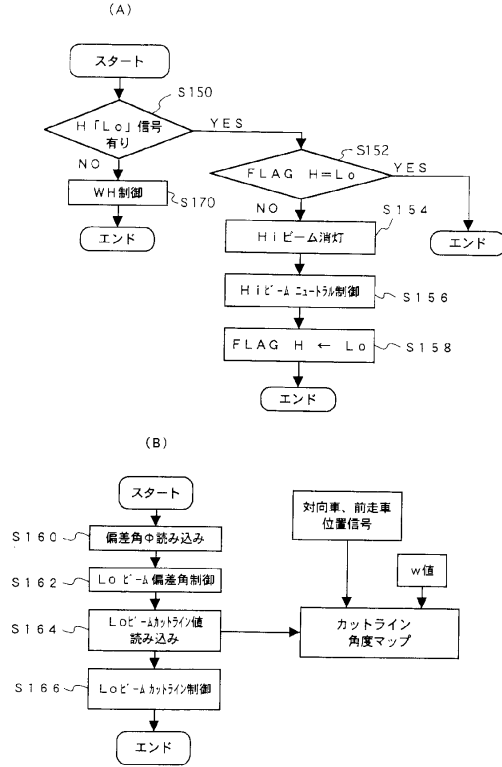 (A)
スタート
S150
H「Lo」信号
有り
YES
NO
S152
FLAG H=Lo
YES
NO
WH制御
S170
エンド
S154
Hiビーム消灯
エンド
Hiビーム ニュートラル制御
S156
FLAG H ← Lo
S158
エンド
(B)
スタート
S160
偏差角Φ読み込み
S162
Loビーム偏差角制御
S164
Loビームカットライン値
読み込み
S166
Loビームカットライン制御
エンド
対向車、前走車
位置信号
w値
カットライン
角度マップ